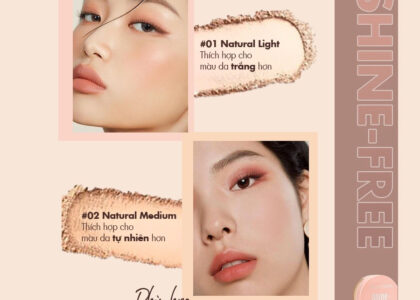 #01 Natural Light
Thích hợp cho
màu da trắng hơn
SHINE-FREE
#02 Natural Medium
Thích hợp cho
màu da tự nhiên hơn